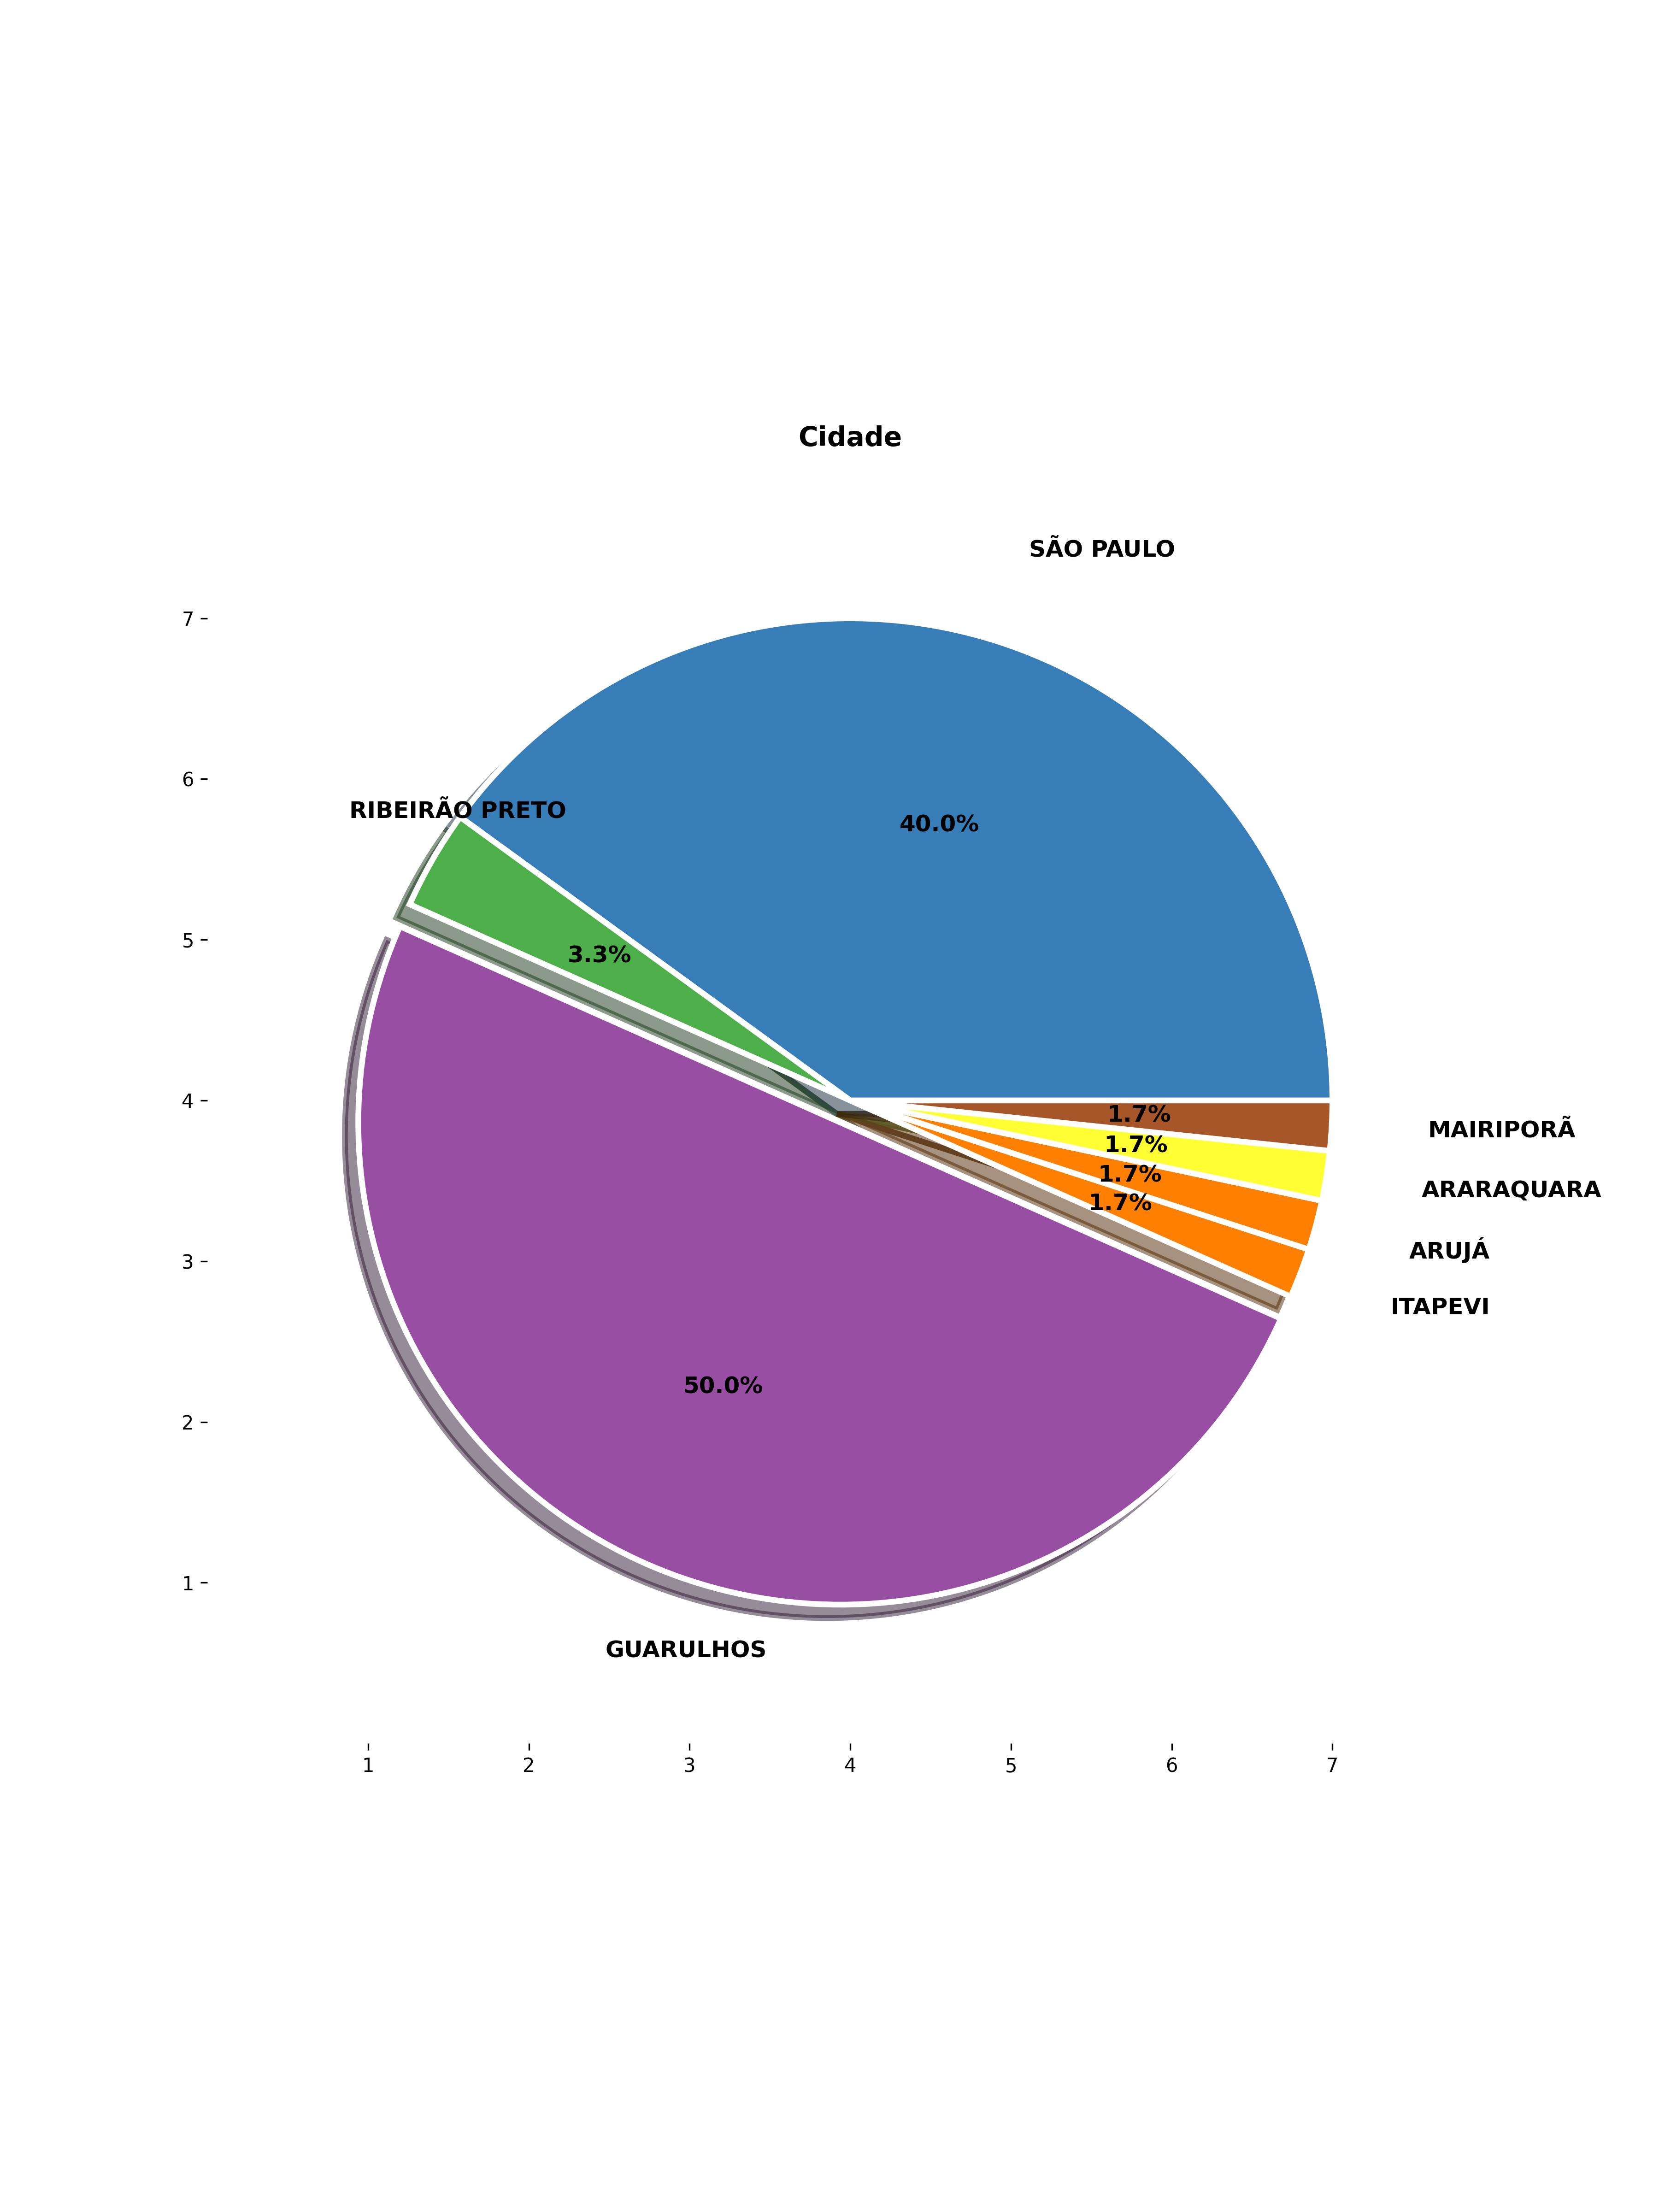 Cidade
SÃO PAULO
7
6
RIBEIRÃO PRETO
40.0%
5
3.3%
4
1.7%
MAIRIPORÃ
1.7%
1.7%
ARARAQUARA
1.7%
ARUJÁ
3
ITAPEVI
50.0%
2
1
GUARULHOS
1 2 3 4 5 6 7